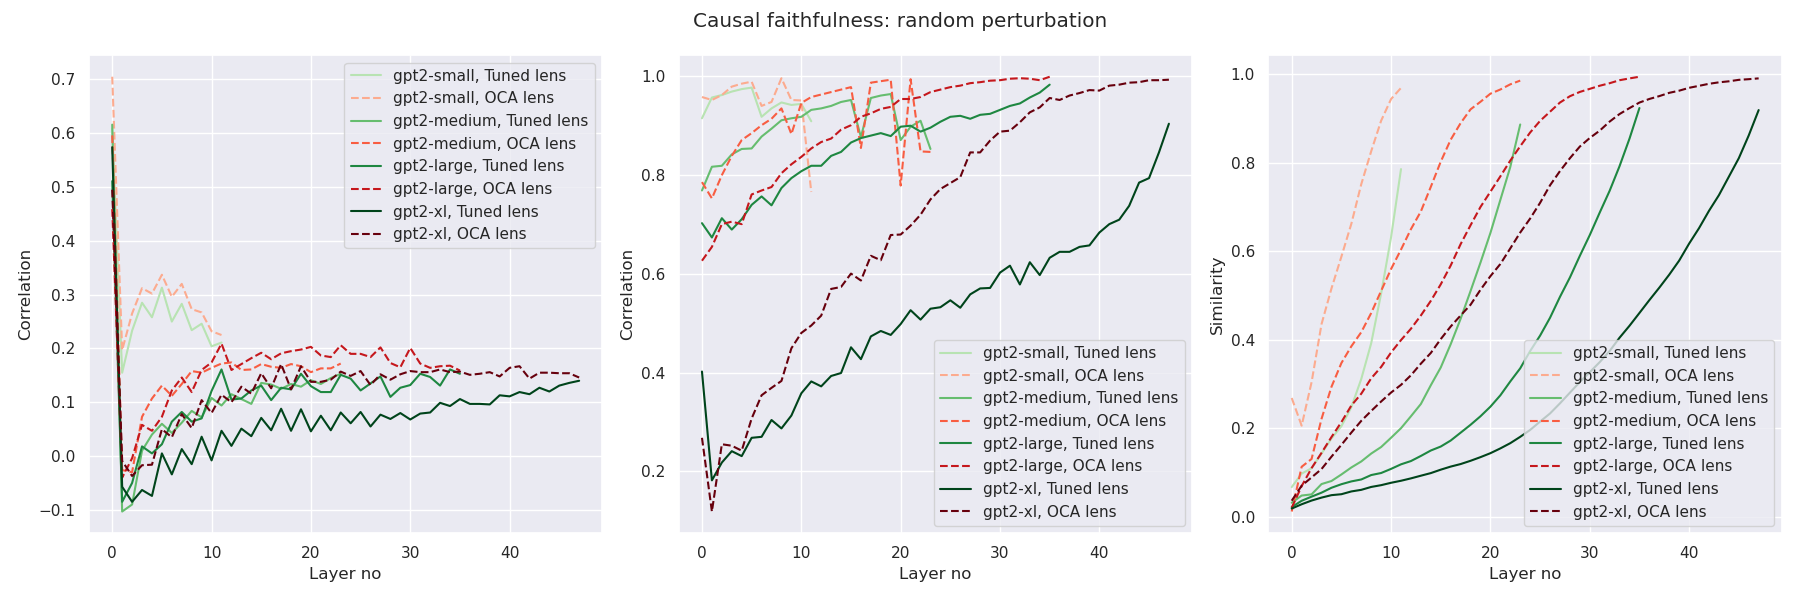 Causal faithfulness: random perturbation
Correlation
0.7
0.6
0.5
0.4
0.3
0.2
0.1
0.0
−0.1
0
10
20
30
40
Layer no
gpt2-small, Tuned lens
gpt2-small, OCA lens
gpt2-medium, Tuned lens
gpt2-medium, OCA lens
gpt2-large, Tuned lens
gpt2-large, OCA lens
gpt2-xl, Tuned lens
gpt2-xl, OCA lens
Correlation
1.0
0.8
0.6
0.4
0.2
0
10
20
30
40
Layer no
gpt2-small, Tuned lens
gpt2-small, OCA lens
gpt2-medium, Tuned lens
gpt2-medium, OCA lens
gpt2-large, Tuned lens
gpt2-large, OCA lens
gpt2-xl, Tuned lens
gpt2-xl, OCA lens
Similarity
1.0
0.8
0.6
0.4
0.2
0.0
0
10
20
30
40
Layer no
gpt2-small, Tuned lens
gpt2-small, OCA lens
gpt2-medium, Tuned lens
gpt2-medium, OCA lens
gpt2-large, Tuned lens
gpt2-large, OCA lens
gpt2-xl, Tuned lens
gpt2-xl, OCA lens